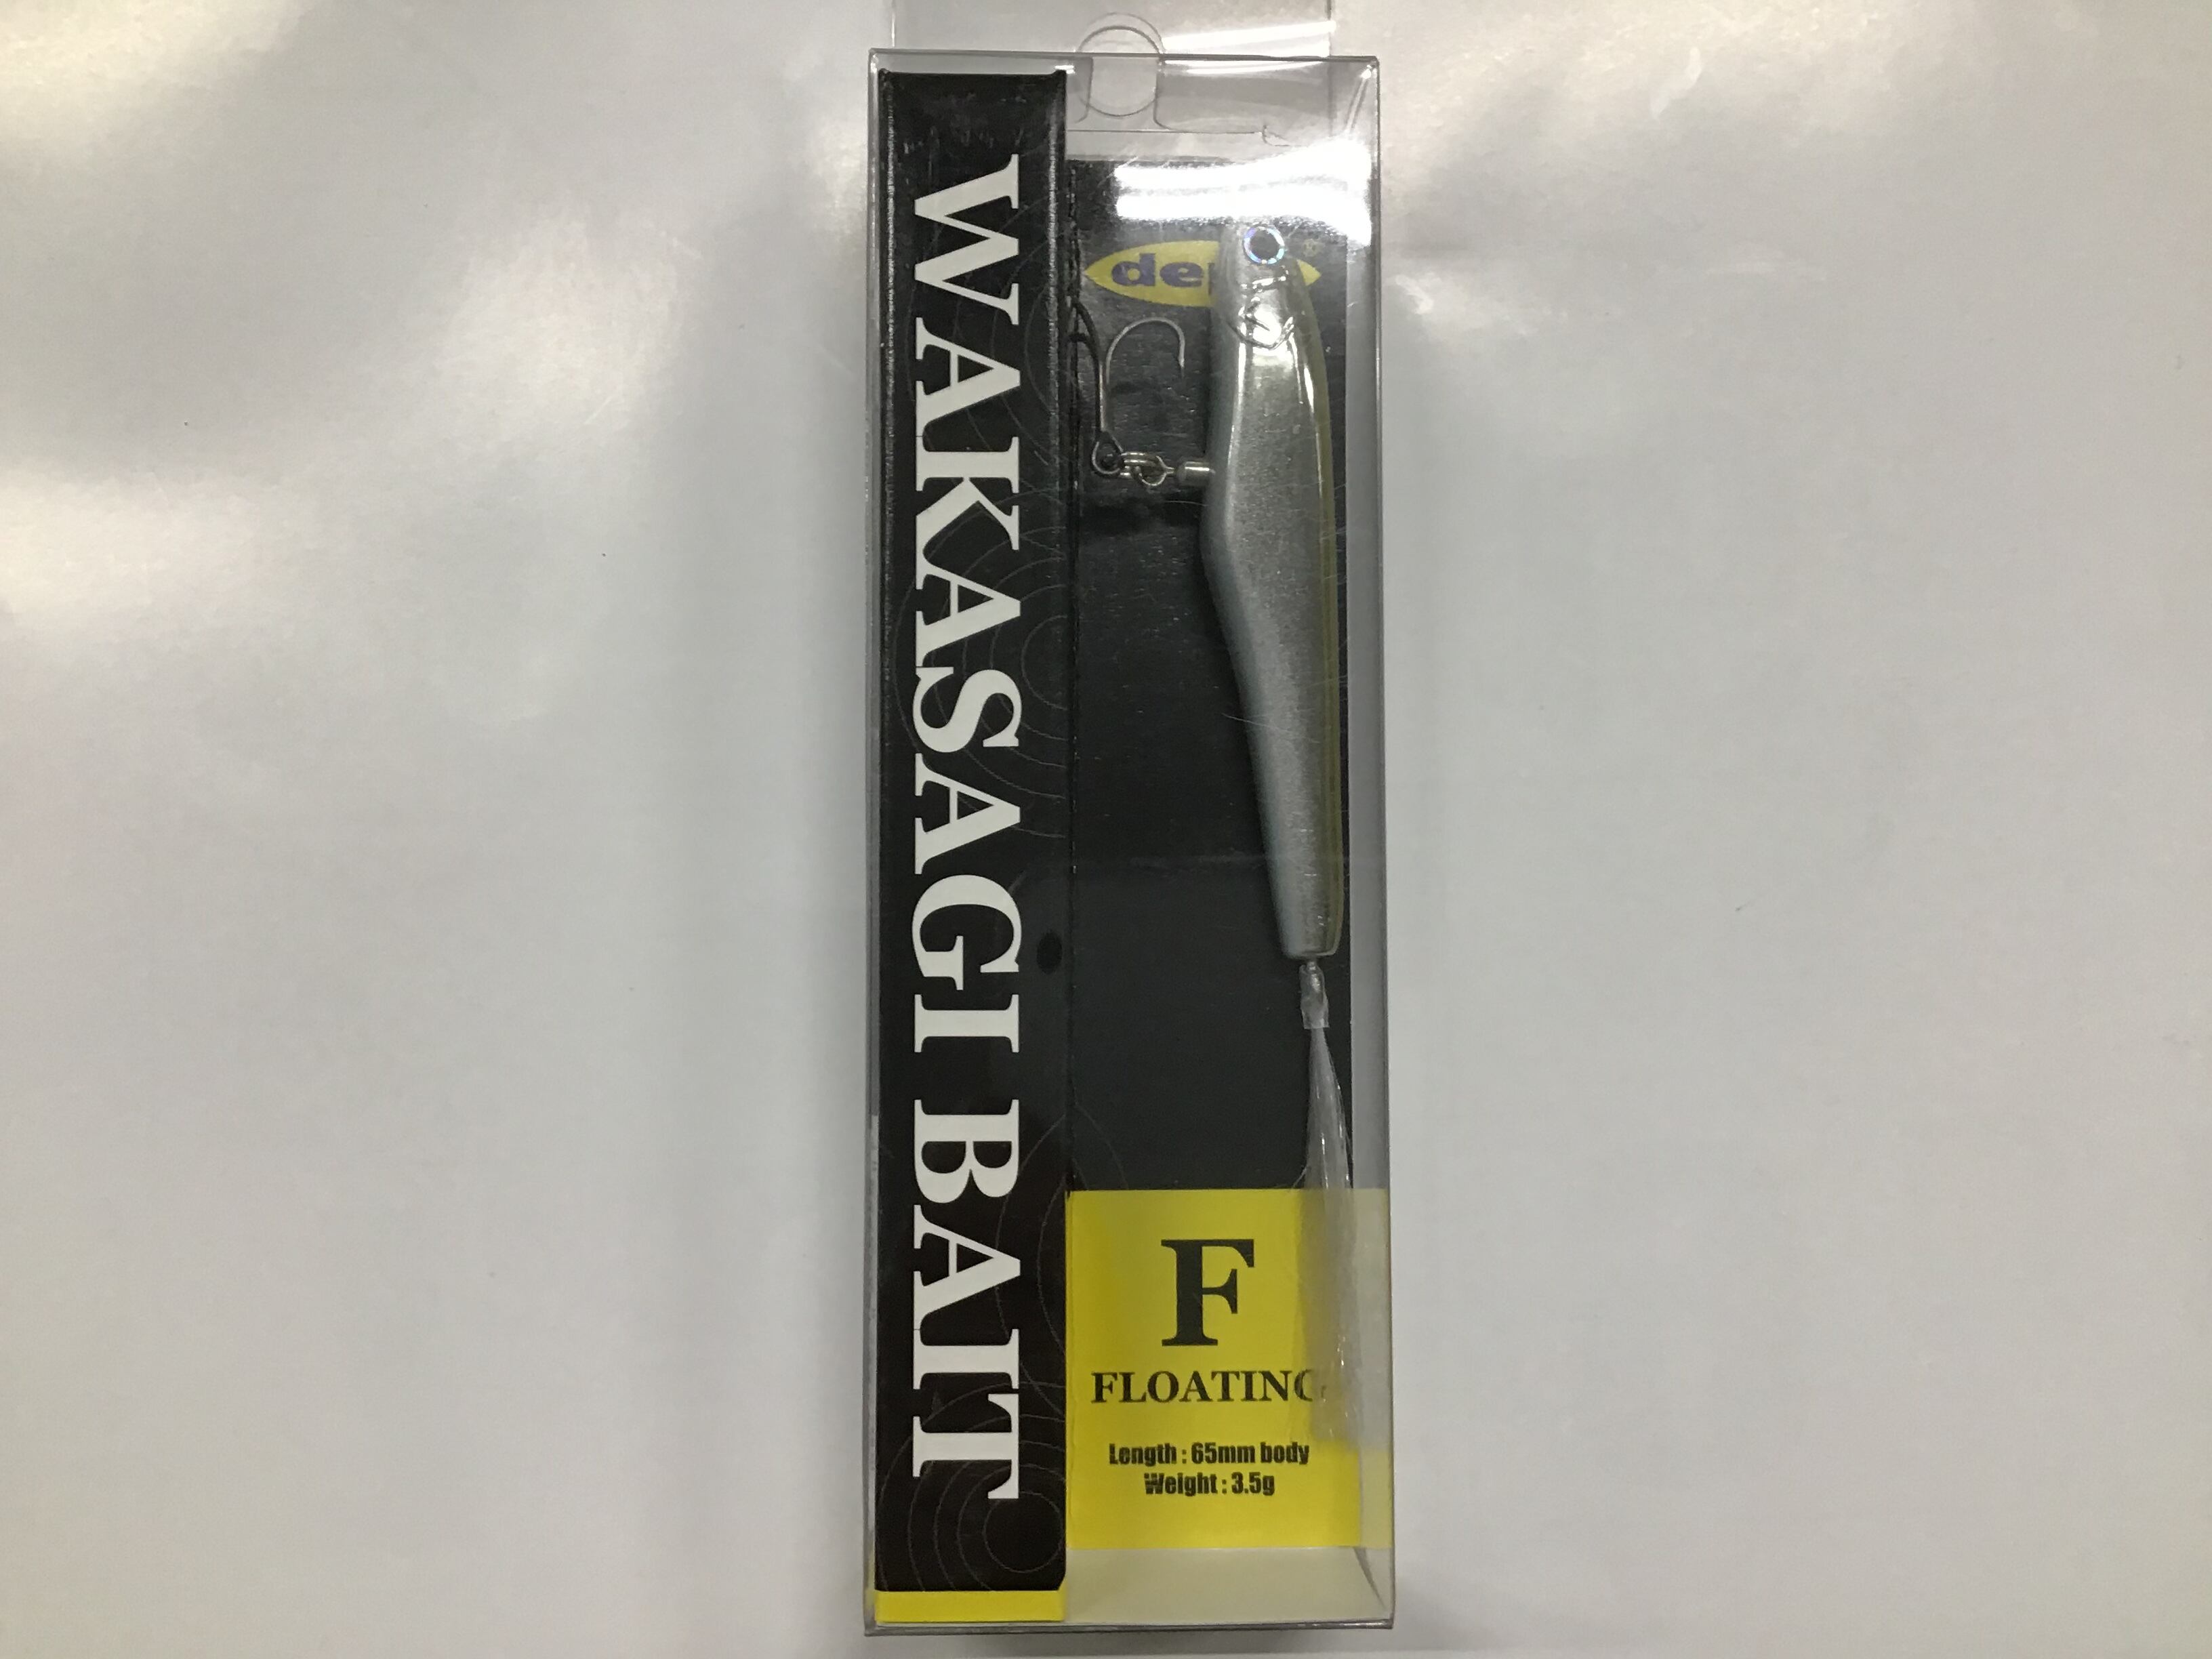 WAKASAGI BAIT
®
F
FLOATING
Length : 65mm body
Weight : 3.5g